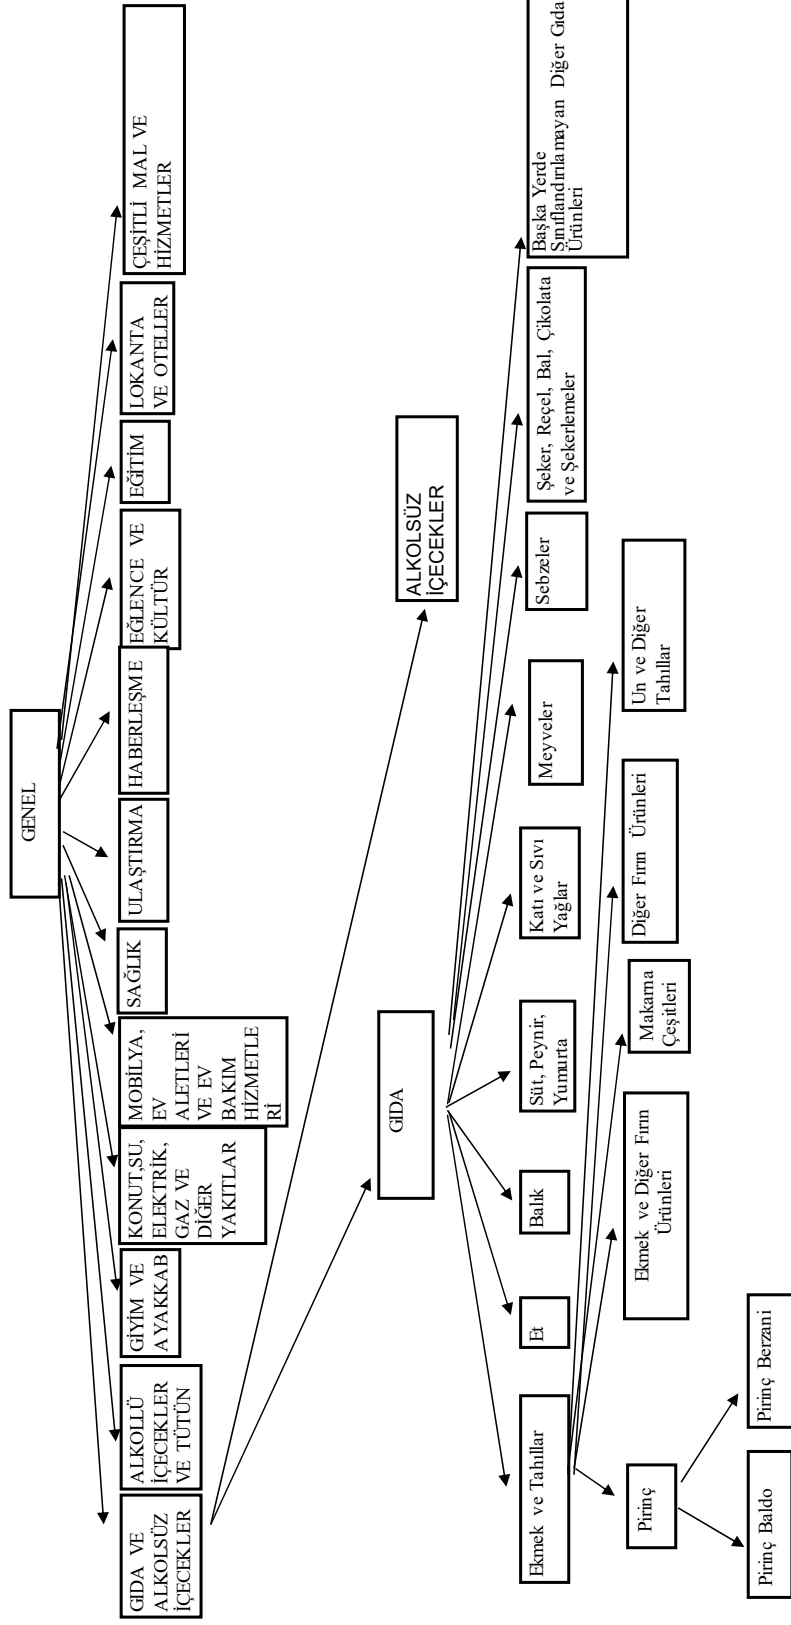 GENEL
GIDA VE
ALKOLSÜZ
İÇECEKLER
ALKOLLÜ
İÇECEKLER
VE TÜTÜN
GİYİM VE
AYAKKAB
KONUT,SU,
ELEKTRİK,
GAZ VE
DİĞER
YAKITLAR
MOBİLYA,
EV
ALETLERİ
VE EV
BAKIM
HİZMETLE
Rİ
SAĞLIK
ULAŞTIRMA
HABERLEŞME
EĞLENCE VE
KÜLTÜR
EĞİTİM
LOKANTA
VE OTELLER
ÇEŞİTLİ MAL VE
HİZMETLER
GIDA
ALKOLSÜZ
İÇECEKLER
Ekmek ve Tahıllar
Et
Balık
Süt, Peynir,
Yumurta
Katı ve Sıvı
Yağlar
Meyveler
Sebzeler
Şeker, Reçel, Bal, Çikolata
ve Şekerlemeler
Başka Yerde
Sınıflandırılamayan Diğer Gıda
Ürünleri
Pirinç
Ekmek ve Diğer Fırın
Ürünleri
Makarna
Çeşitleri
Diğer Fırın Ürünleri
Un ve Diğer
Tahıllar
Pirinç Baldo
Pirinç Berzani